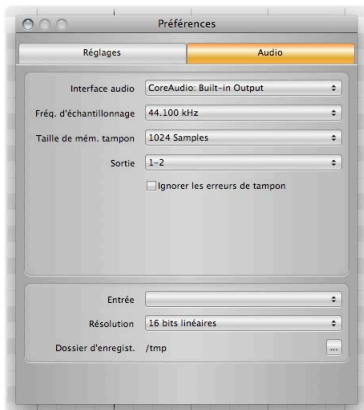 Préférences
Réglages Audio
Interface audio CoreAudio: Built-in Output
Fréq. d'échantillonnage 44.100 kHz
Taille de mém. tampon 1024 Samples
Sortie 1-2
Ignorer les erreurs de tampon
Entrée
Résolution 16 bits linéaires
Dossier d'enregist. /tmp ...